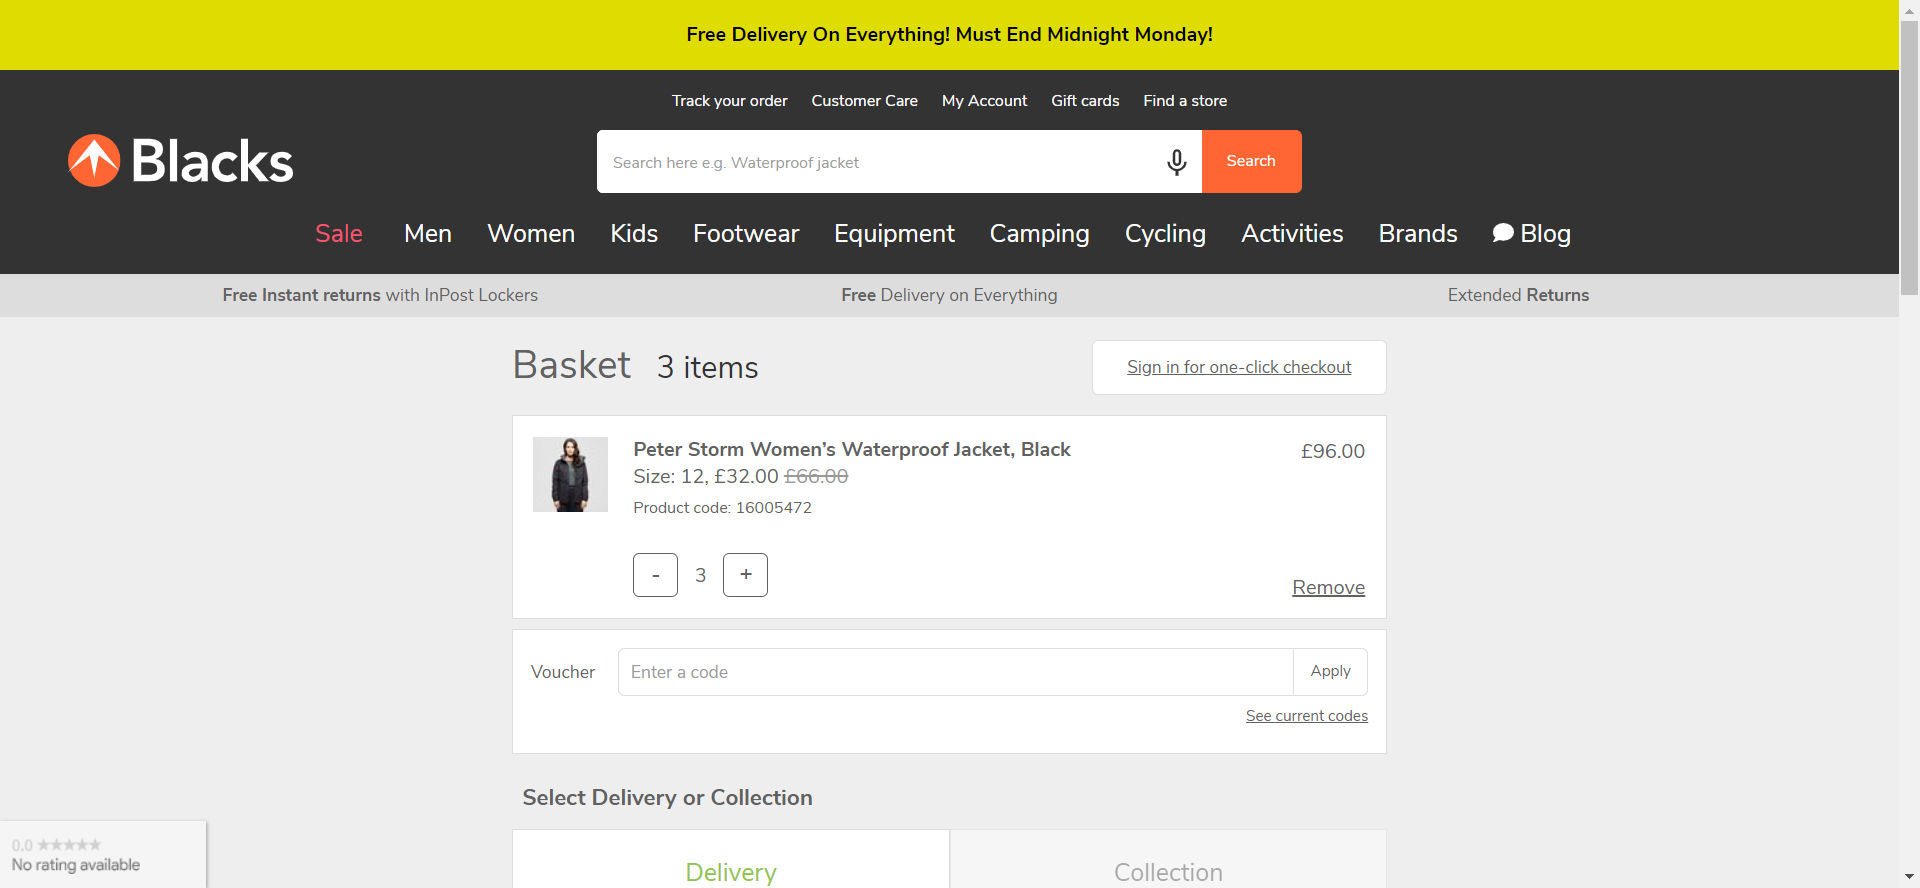 Free Delivery On Everything! Must End Midnight Monday!
Track your order Customer Care My Account Gift cards Find a store
Blacks
Search here e.g. Waterproof jacket Search
Sale Men Women Kids Footwear Equipment Camping Cycling Activities Brands Blog
Free Instant returns with InPost Lockers Free Delivery on Everything Extended Returns
Basket 3 items Sign in for one-click checkout
Peter Storm Women’s Waterproof Jacket, Black £96.00
Size: 12, £32.00 £66.00
Product code: 16005472
- 3 +
Remove
Voucher Enter a code Apply
See current codes
Select Delivery or Collection
Delivery Collection
0.0 ★★★★★
No rating available